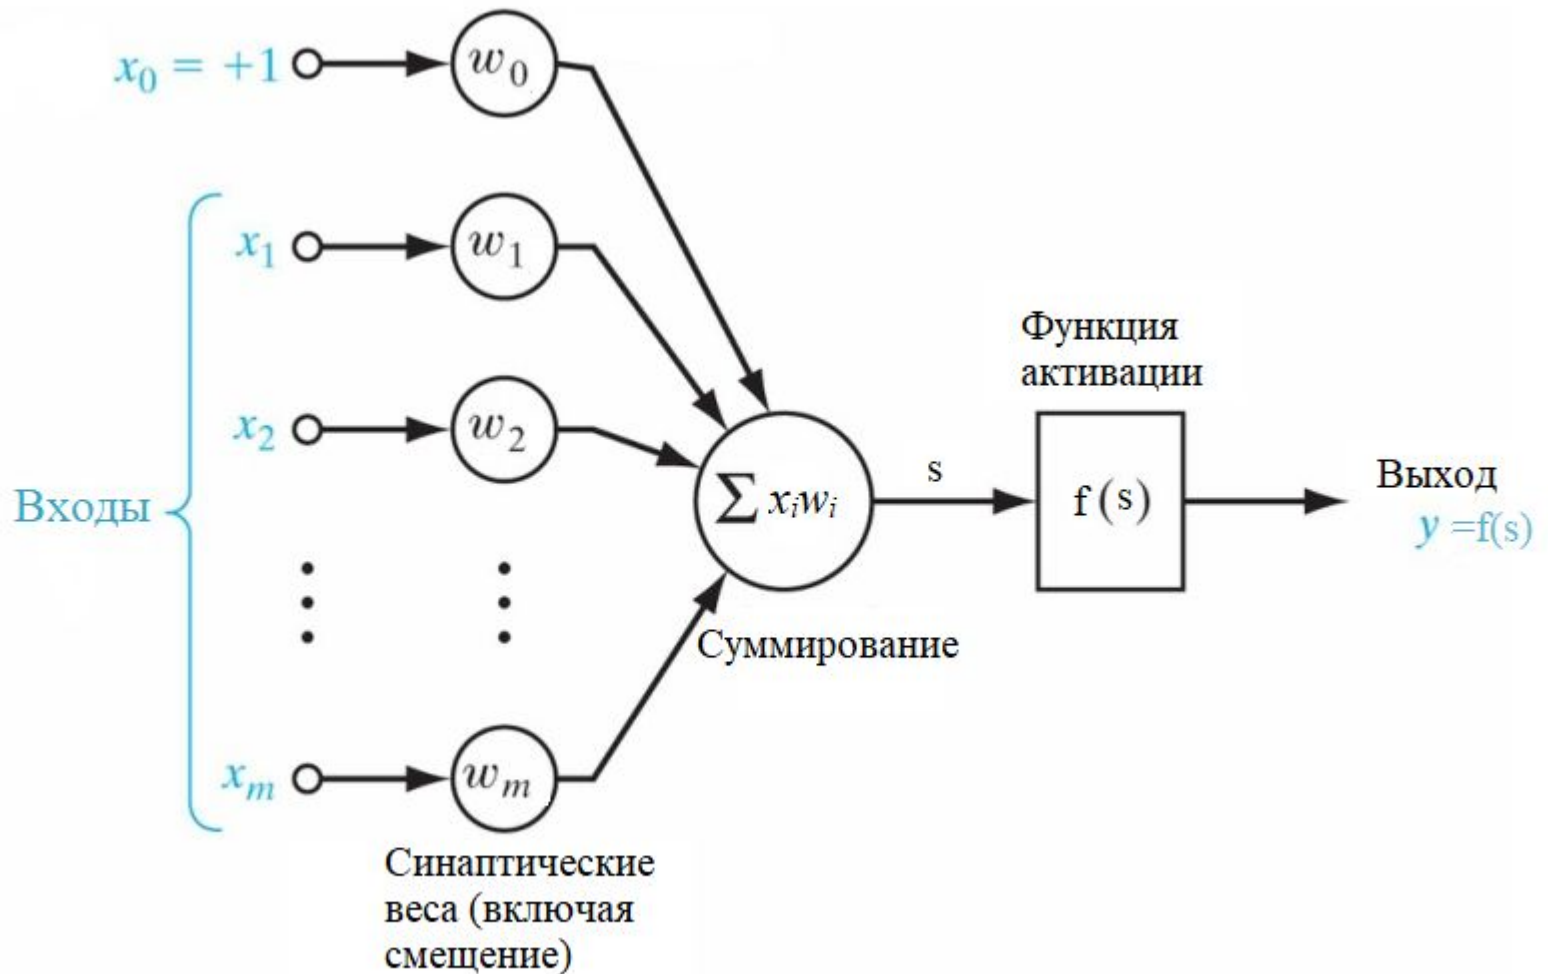 x₀ = +1
w₀
x₁
w₁
Функция
активации
x₂
w₂
Входы
∑ xᵢwᵢ
s
f(s)
Выход
y =f(s)
Суммирование
xₘ
wₘ
Синаптические
веса (включая
смещение)